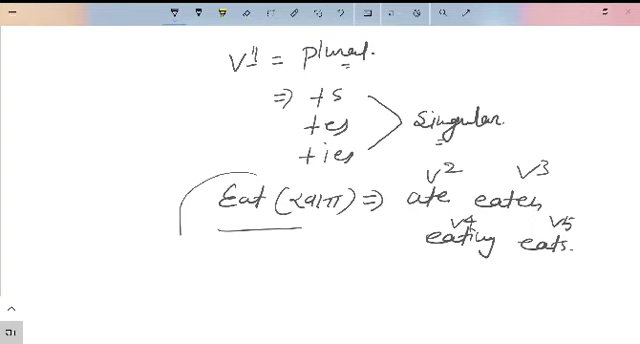 V1 = Plural.
⇒ +s
+es
+ies
Singular.
V2 V3
Eat (खाना) ⇒ ate eaten
V4 V5
eating eats.